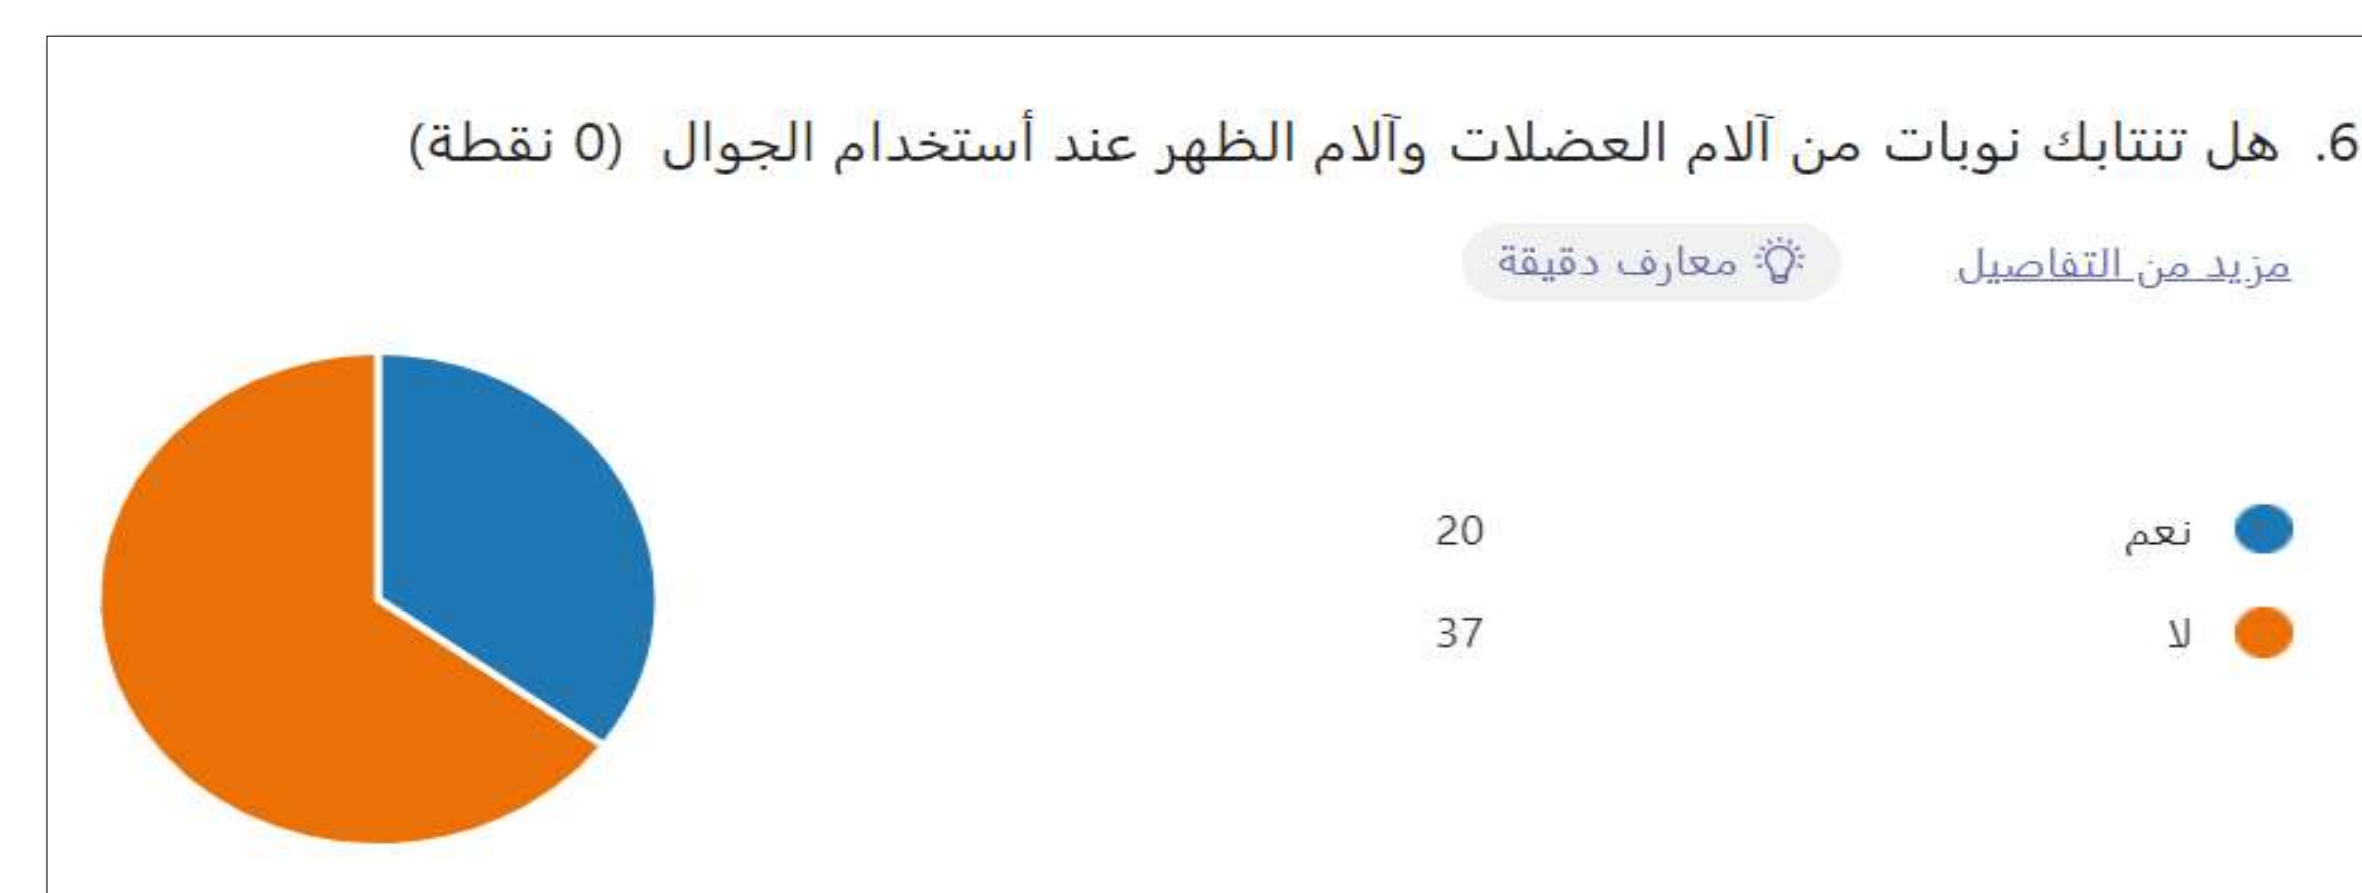 6. هل تنتابك نوبات من آلام العضلات وآلام الظهر عند أستخدام الجوال (0 نقطة)
مزيد من التفاصيل معارف دقيقة
نعم 20
لا 37